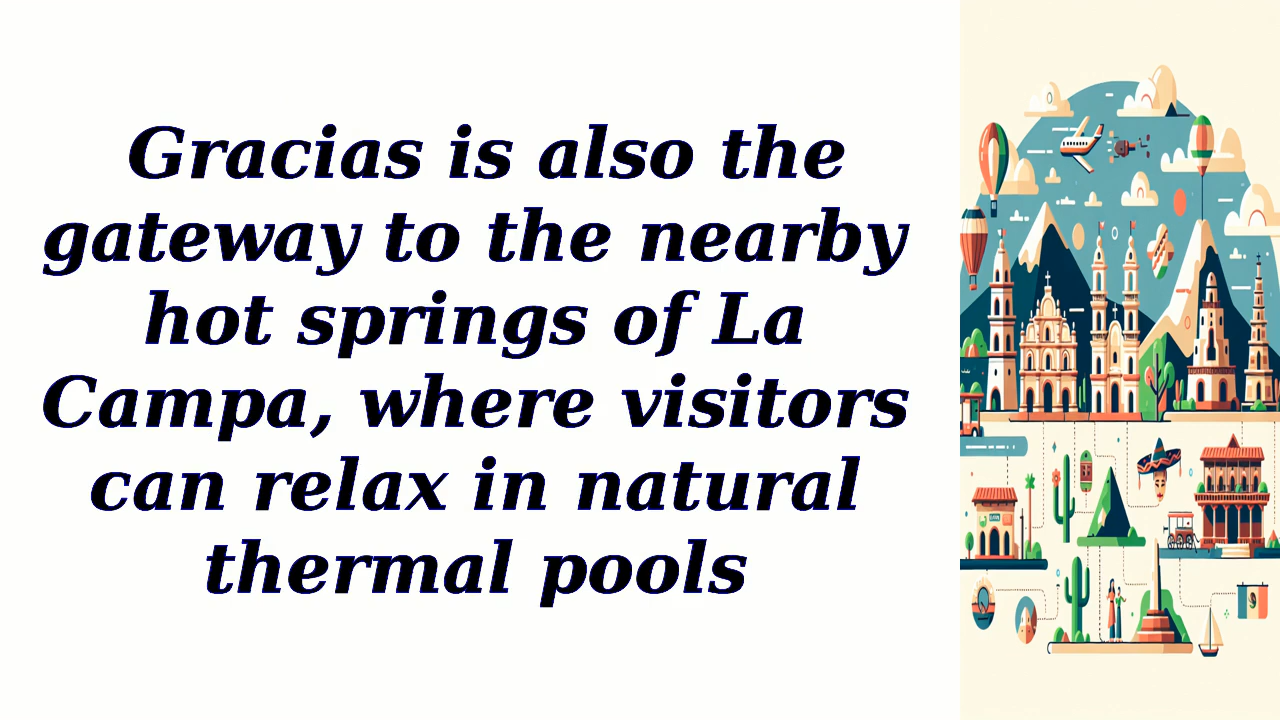 Gracias is also the
gateway to the nearby
hot springs of La
Campa, where visitors
can relax in natural
thermal pools